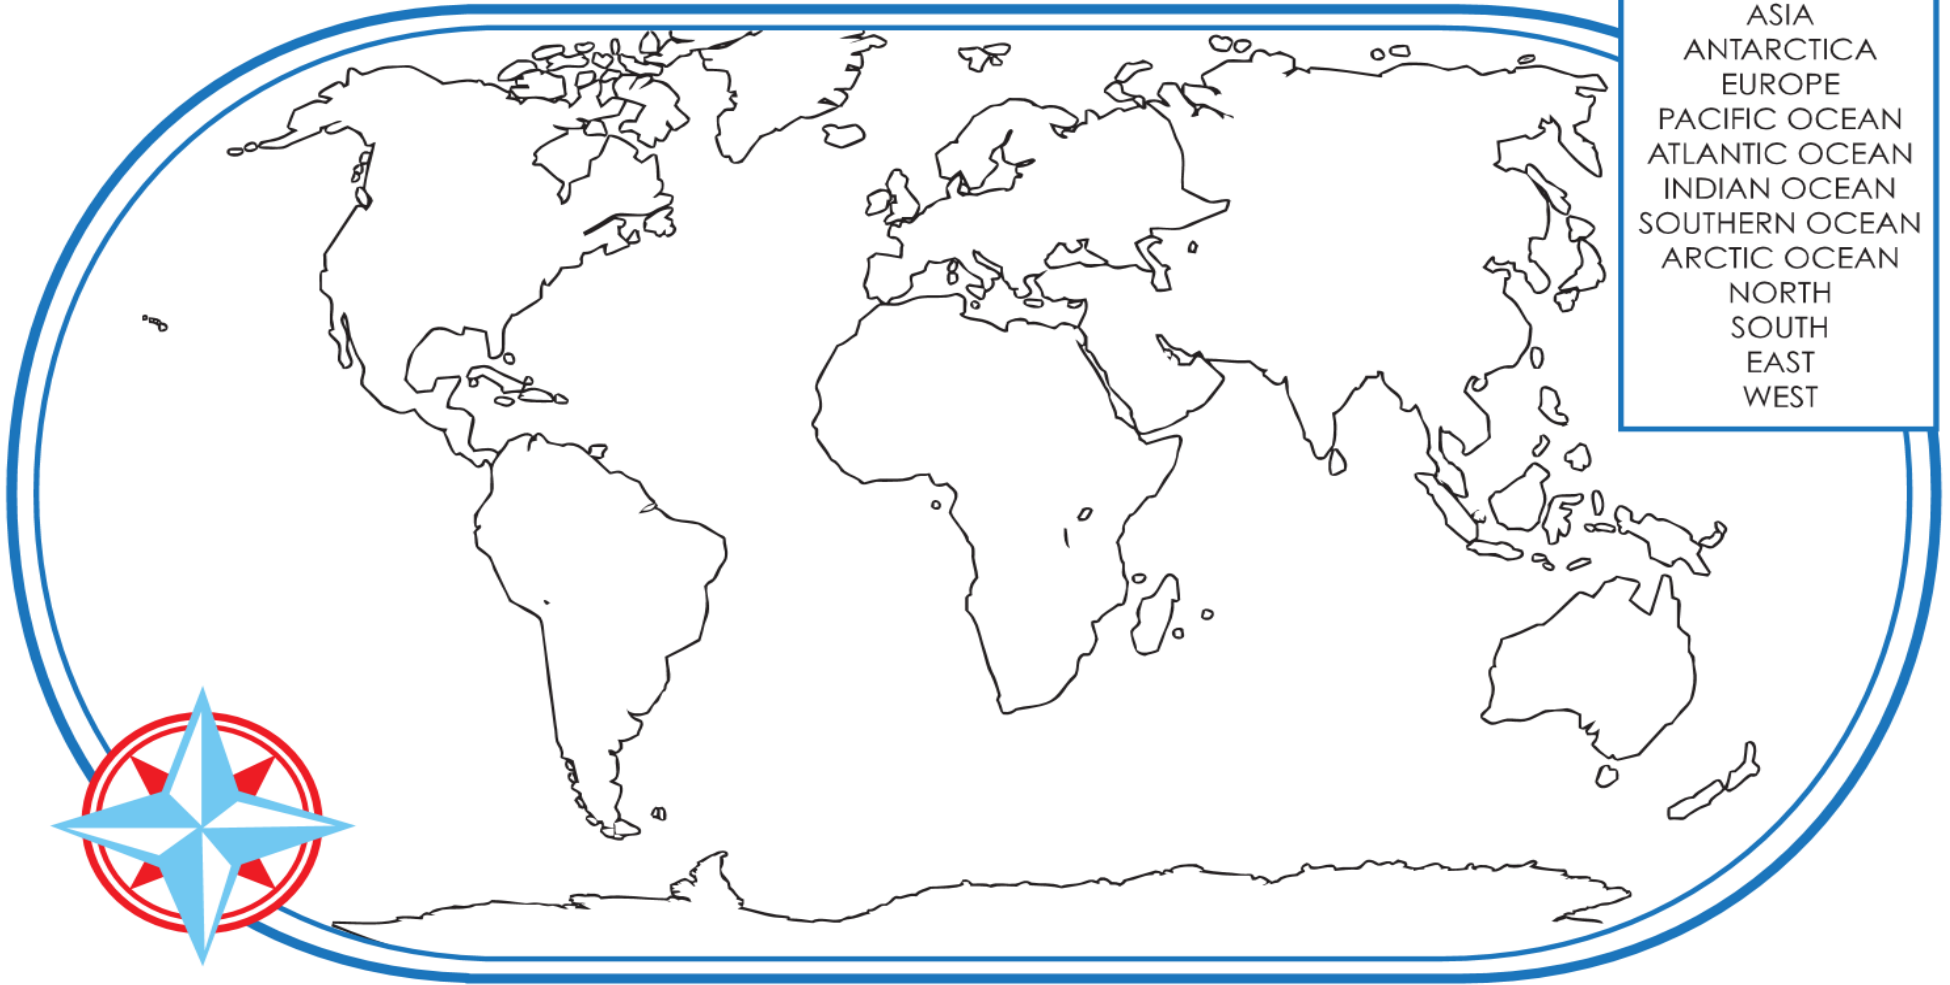 ASIA
ANTARCTICA
EUROPE
PACIFIC OCEAN
ATLANTIC OCEAN
INDIAN OCEAN
SOUTHERN OCEAN
ARCTIC OCEAN
NORTH
SOUTH
EAST
WEST